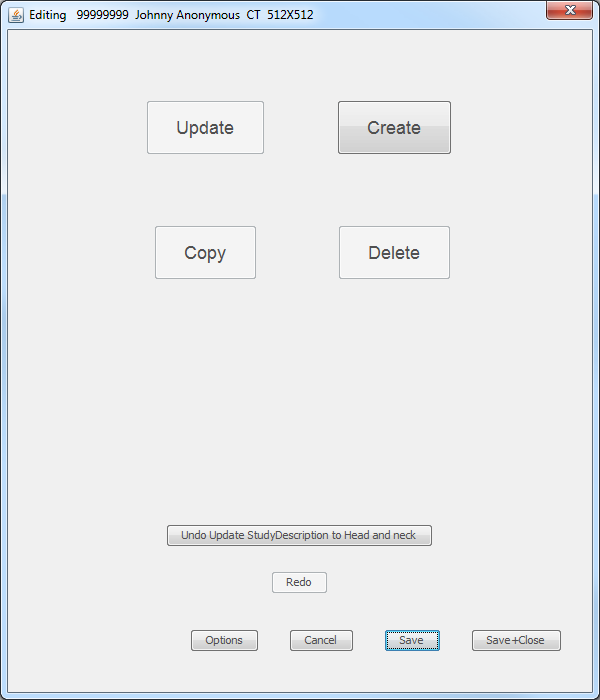 Editing 99999999 Johnny Anonymous CT 512X512
Update Create
Copy Delete
Undo Update StudyDescription to Head and neck
Redo
Options Cancel Save Save+Close